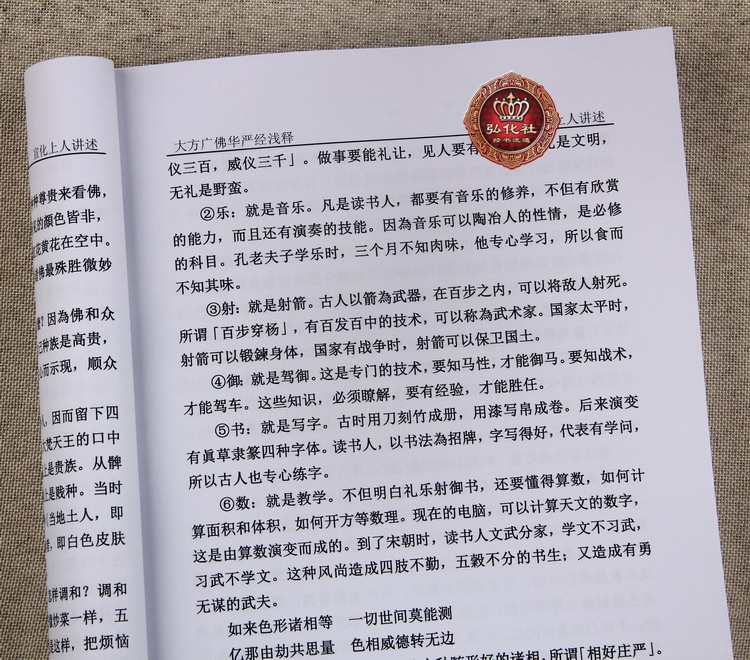 宣化上人讲述
种尊贵来看佛，
的颜色皆非，
花黄花在空中。
佛最殊胜微妙
？因為佛和众
种族是高贵，
而示现，顺众
，因而留下四
大梵天王的口中
上是贵族。从髀
上是贱种。当时
（当地土人，即
，即白色皮肤
样调和？调和
炒菜一样，五
是这样，把烦恼
大方广佛华严经浅释
上人讲述
弘化社
仪三百，威仪三千」。做事要能礼让，见人要有
是文明，
无礼是野蛮。
②乐：就是音乐。凡是读书人，都要有音乐的修养，不但有欣赏
的能力，而且还有演奏的技能。因為音乐可以陶冶人的性情，是必修
的科目。孔老夫子学乐时，三个月不知肉味，他专心学习，所以食而
不知其味。
③射：就是射箭。古人以箭為武器，在百步之内，可以将敌人射死。
所谓「百步穿杨」，有百发百中的技术，可以称為武术家。国家太平时，
射箭可以锻鍊身体，国家有战争时，射箭可以保卫国土。
④御：就是驾御。这是专门的技术，要知马性，才能御马。要知战术，
才能驾车。这些知识，必须瞭解，要有经验，才能胜任。
⑤书：就是写字。古时用刀刻竹成册，用漆写帛成卷。后来演变
有眞草隶篆四种字体。读书人，以书法為招牌，字写得好，代表有学问，
所以古人也专心练字。
⑥数：就是教学。不但明白礼乐射御书，还要懂得算数，如何计
算面积和体积，如何开方等数理。现在的电脑，可以计算天文的数字，
这是由算数演变而成的。到了宋朝时，读书人文武分家，学文不习武，
习武不学文。这种风尚造成四肢不勤，五穀不分的书生；又造成有勇
无谋的武夫。
如来色形诸相等　一切世间莫能测
亿那由劫共思量　色相威德转无边
种随形好的诸相，所谓「相好庄严」。